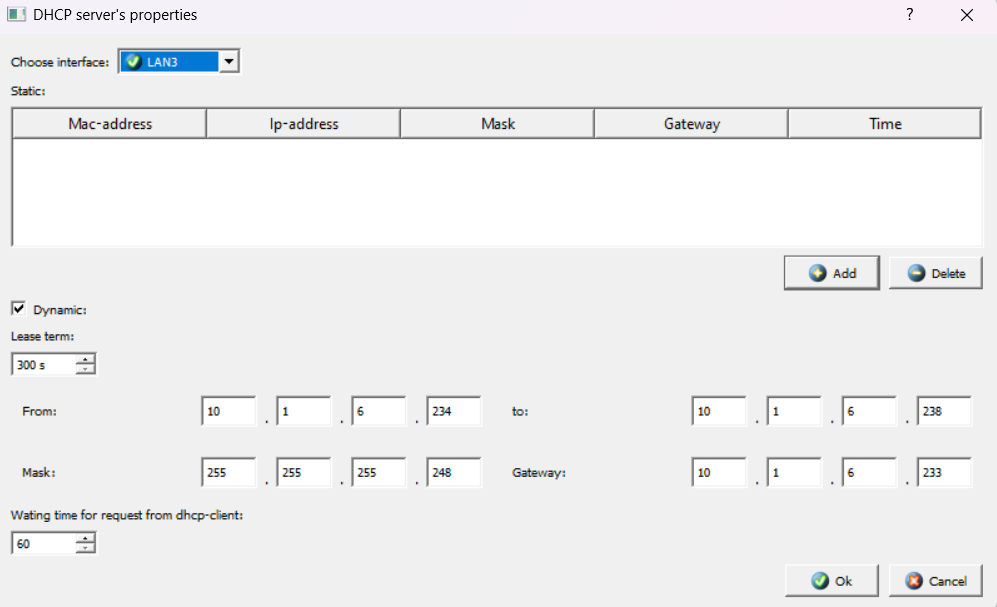 DHCP server's properties ? ×
Choose interface: LAN3
Static:
Mac-address Ip-address Mask Gateway Time
Add Delete
Dynamic:
Lease term:
300 s
From: 10 . 1 . 6 . 234 to: 10 . 1 . 6 . 238
Mask: 255 . 255 . 255 . 248 Gateway: 10 . 1 . 6 . 233
Wating time for request from dhcp-client:
60
Ok Cancel